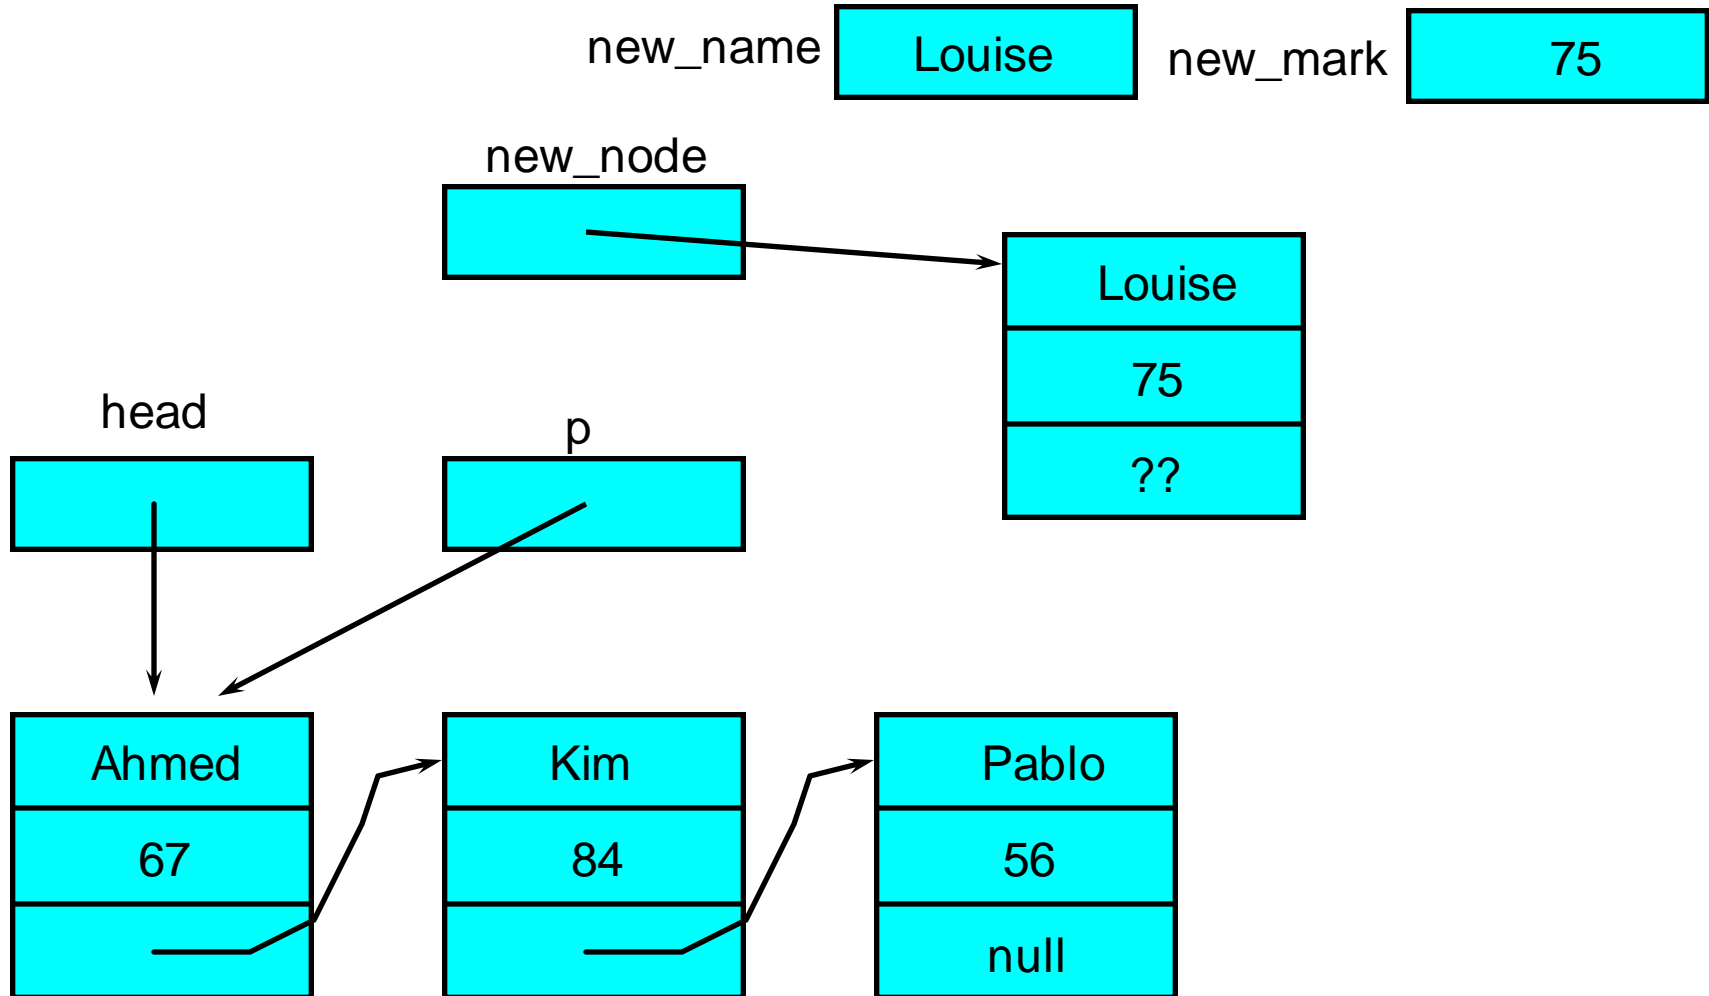 new_name Louise new_mark 75
new_node
Louise
75
??
head p
Ahmed Kim Pablo
67 84 56
null